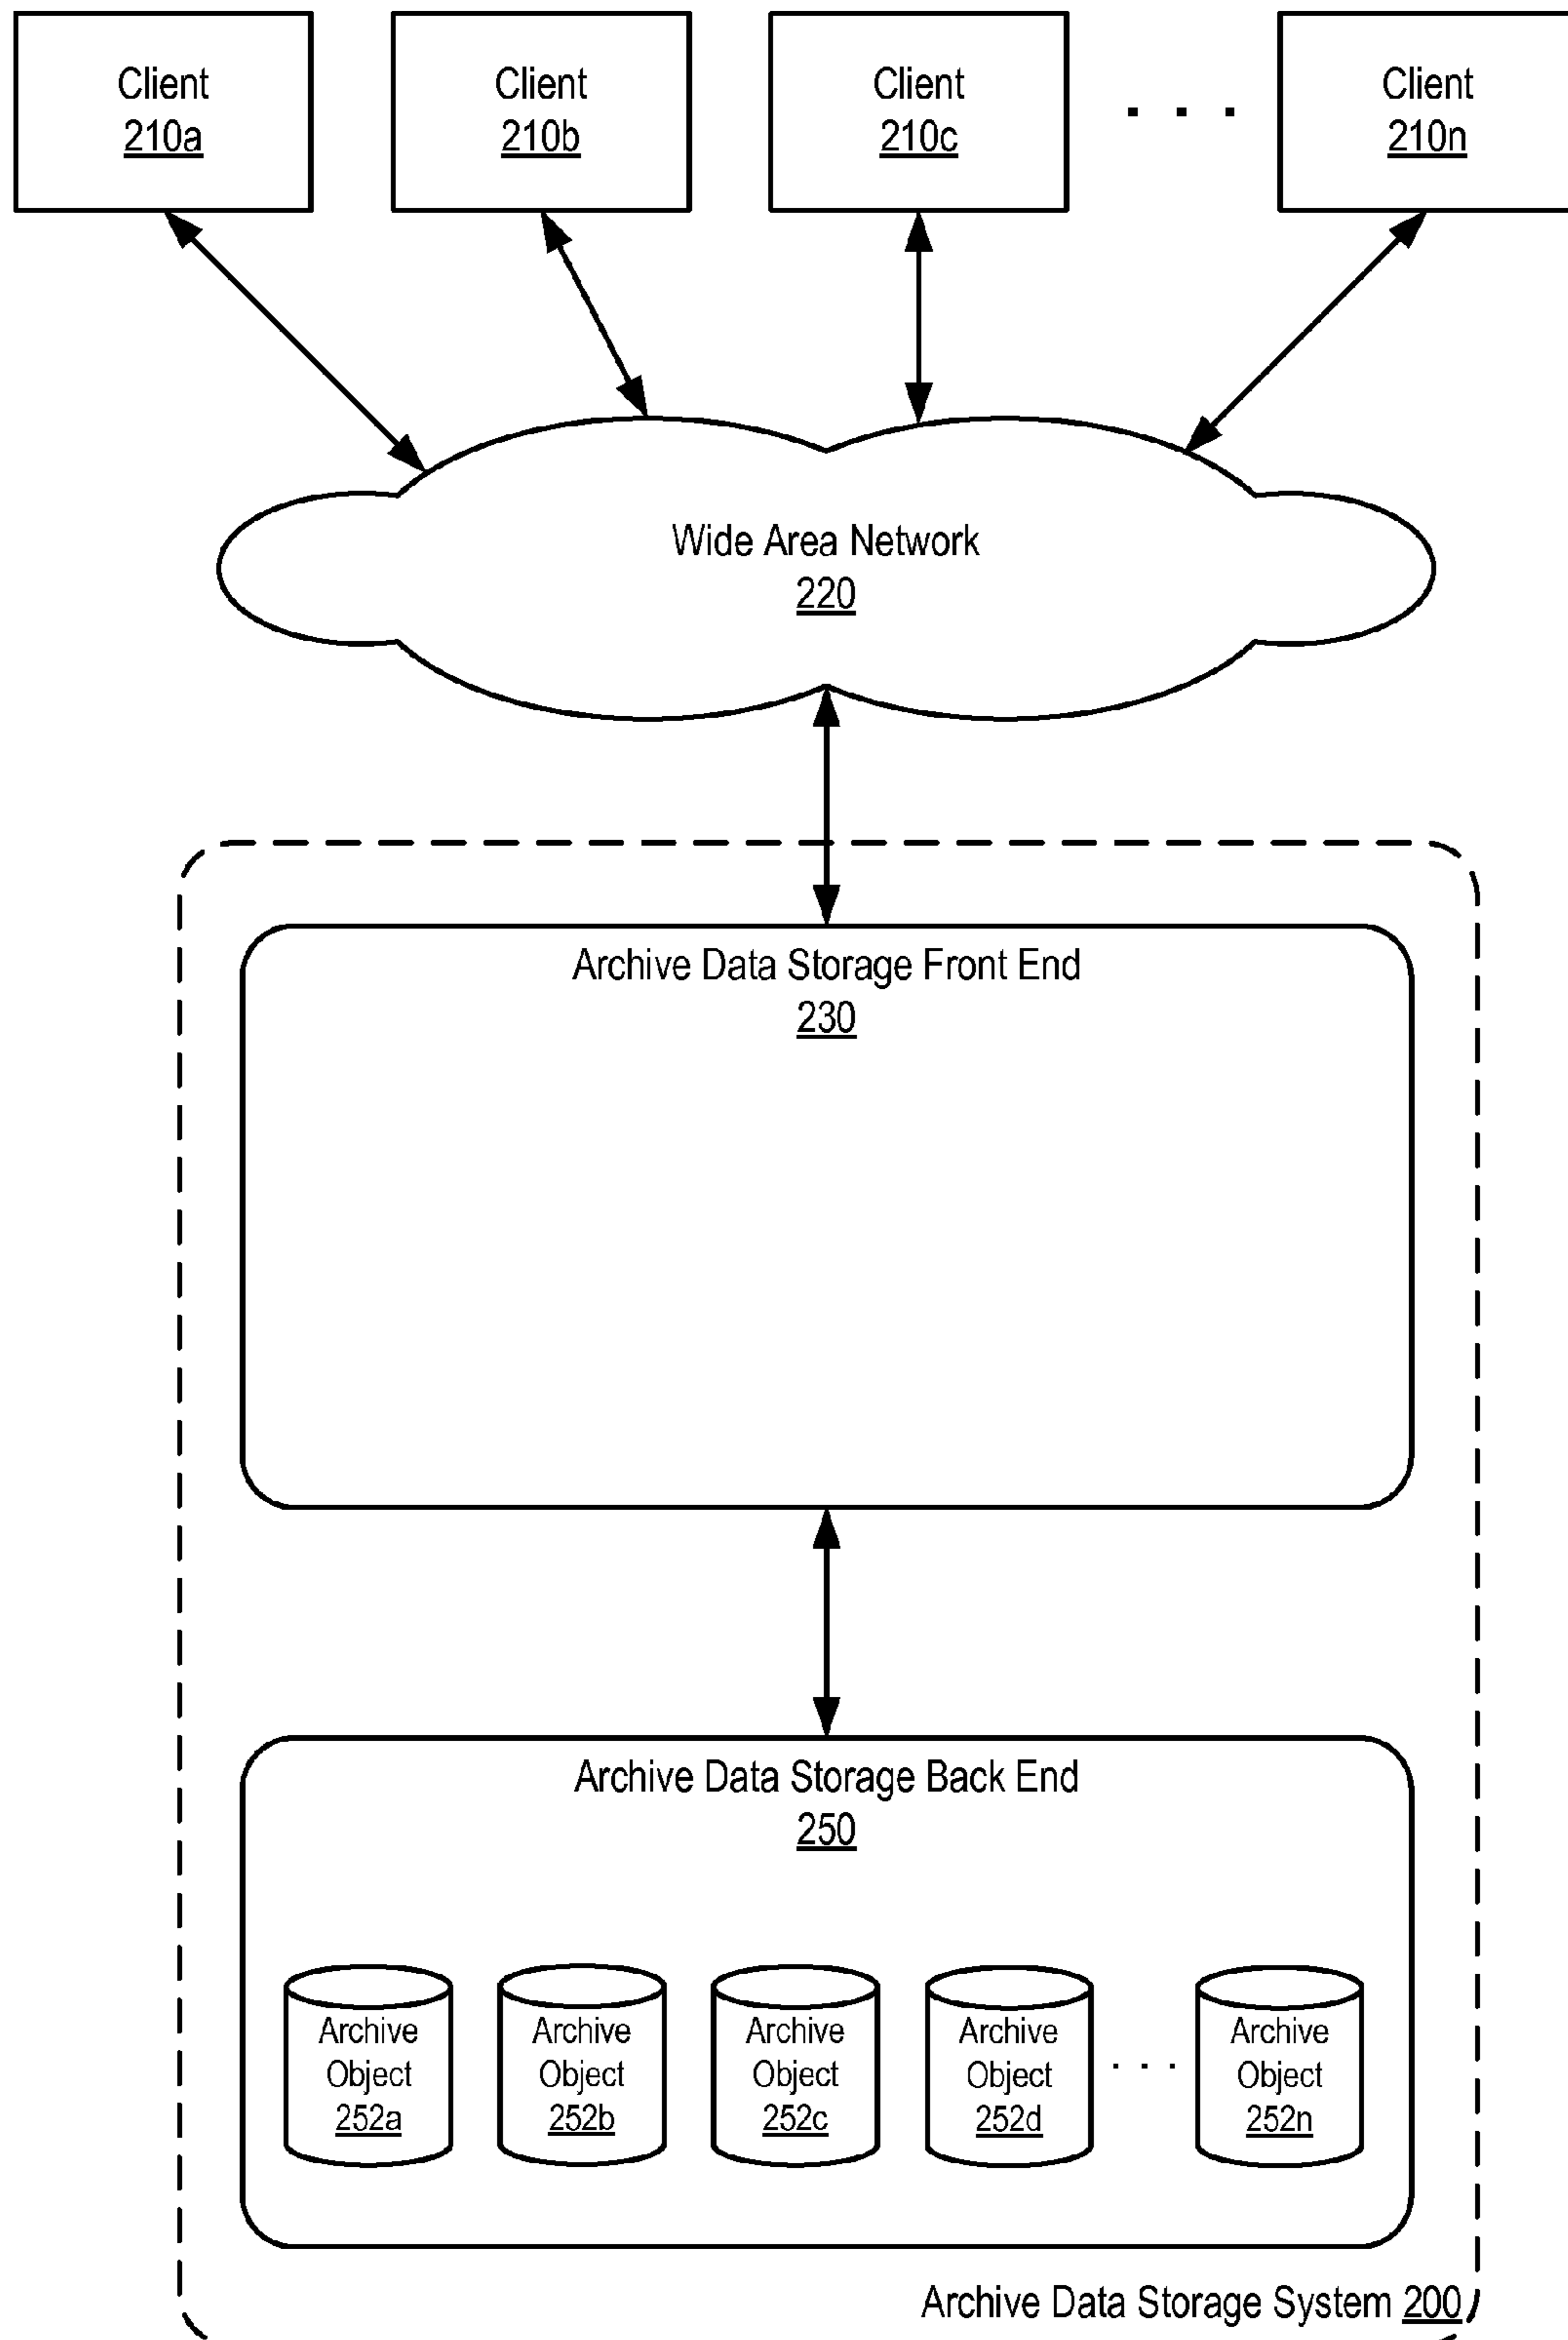 Client
210a
Client
210b
Client
210c
. . .
Client
210n
Wide Area Network
220
Archive Data Storage Front End
230
Archive Data Storage Back End
250
Archive
Object
252a
Archive
Object
252b
Archive
Object
252c
Archive
Object
252d
. . .
Archive
Object
252n
Archive Data Storage System 200